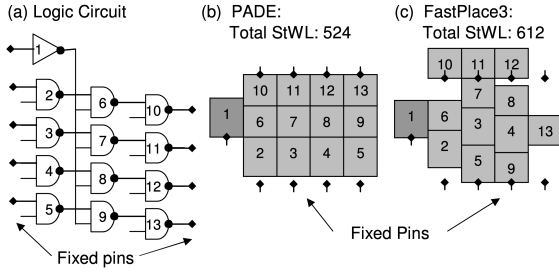 (a) Logic Circuit
1
2
3
4
5
6
7
8
9
10
11
12
13
Fixed pins
(b) PADE:
Total StWL: 524
10 11 12 13
1 6 7 8 9
2 3 4 5
Fixed Pins
(c) FastPlace3:
Total StWL: 612
10 11 12
7 8
1 6 3 4 13
2 5 9